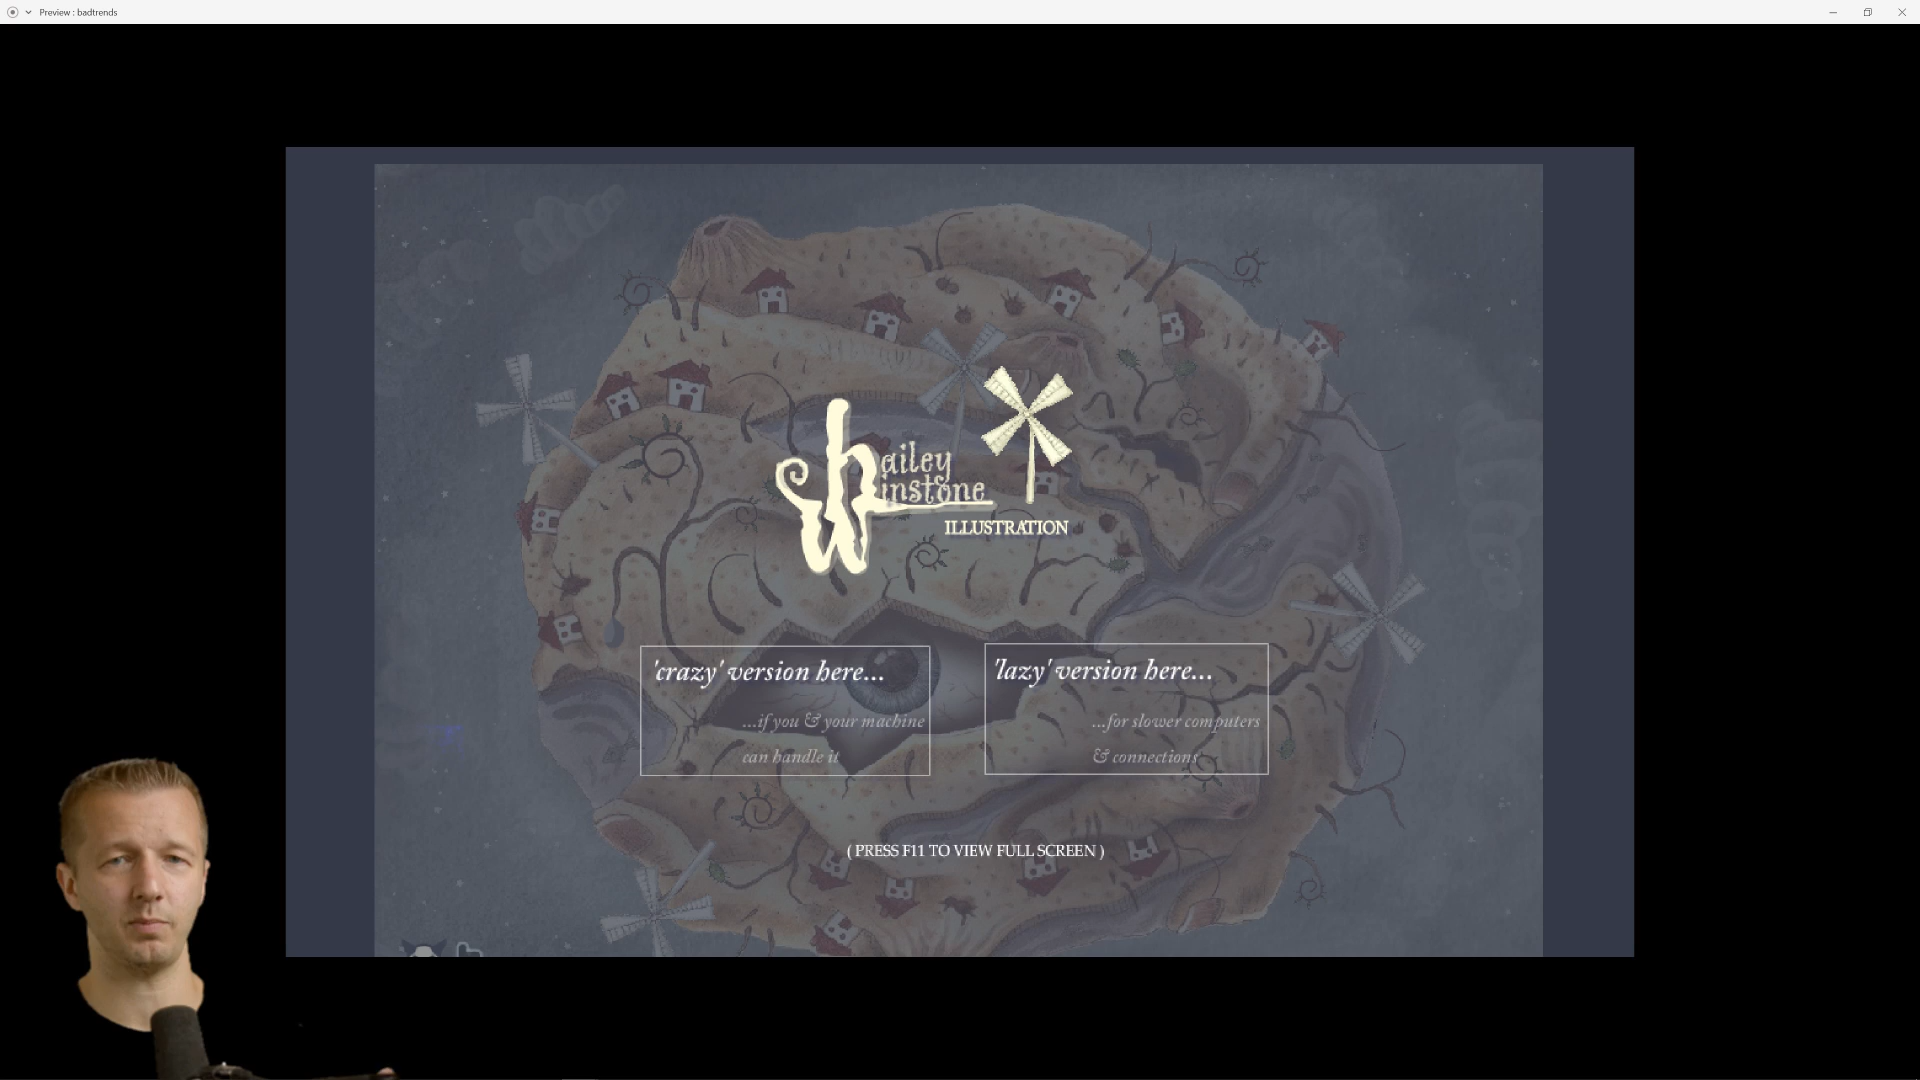 Preview : badtrends
hailey
winstone
ILLUSTRATION
'crazy' version here...
...if you & your machine
can handle it
'lazy' version here...
...for slower computers
& connections
( PRESS F11 TO VIEW FULL SCREEN )